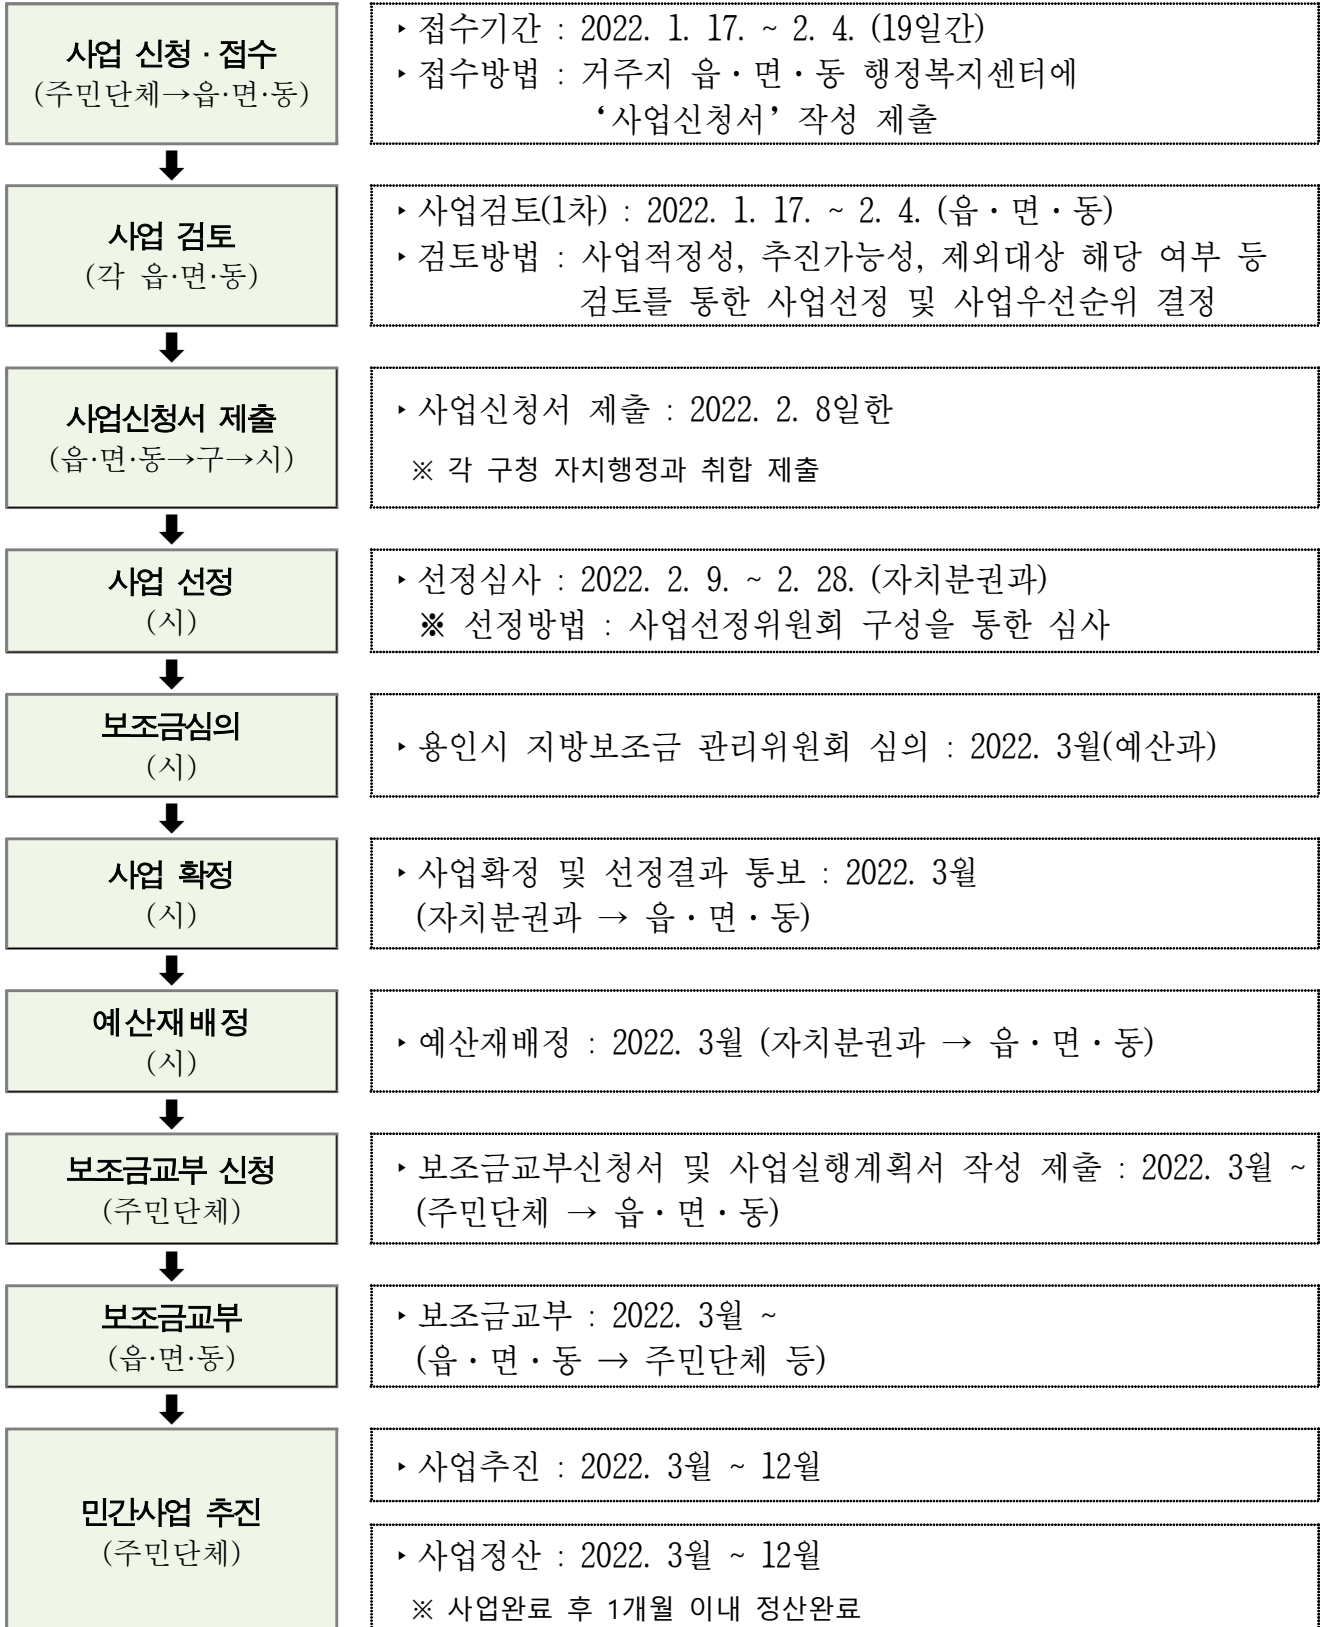 사업 신청·접수
(주민단체→읍·면·동)
‣접수기간 : 2022. 1. 17. ~ 2. 4. (19일간)
‣접수방법 : 거주지 읍·면·동 행정복지센터에
‘사업신청서’ 작성 제출
사업 검토
(각 읍·면·동)
‣사업검토(1차) : 2022. 1. 17. ~ 2. 4. (읍·면·동)
‣검토방법 : 사업적정성, 추진가능성, 제외대상 해당 여부 등
검토를 통한 사업선정 및 사업우선순위 결정
사업신청서 제출
(읍·면·동→구→시)
‣사업신청서 제출 : 2022. 2. 8일한
※ 각 구청 자치행정과 취합 제출
사업 선정
(시)
‣선정심사 : 2022. 2. 9. ~ 2. 28. (자치분권과)
※ 선정방법 : 사업선정위원회 구성을 통한 심사
보조금심의
(시)
‣용인시 지방보조금 관리위원회 심의 : 2022. 3월(예산과)
사업 확정
(시)
‣사업확정 및 선정결과 통보 : 2022. 3월
(자치분권과 → 읍·면·동)
예산재배정
(시)
‣예산재배정 : 2022. 3월 (자치분권과 → 읍·면·동)
보조금교부 신청
(주민단체)
‣보조금교부신청서 및 사업실행계획서 작성 제출 : 2022. 3월 ~
(주민단체 → 읍·면·동)
보조금교부
(읍·면·동)
‣보조금교부 : 2022. 3월 ~
(읍·면·동 → 주민단체 등)
민간사업 추진
(주민단체)
‣사업추진 : 2022. 3월 ~ 12월
‣사업정산 : 2022. 3월 ~ 12월
※ 사업완료 후 1개월 이내 정산완료